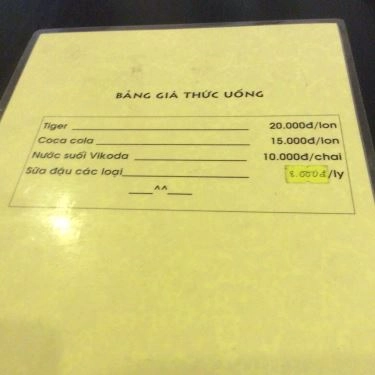 BẢNG GIÁ THỨC UỐNG
Tiger 20.000đ/lon
Coca cola 15.000đ/lon
Nước suối Vikoda 10.000đ/chai
Sữa đậu các loại 8.000đ/ly
^^